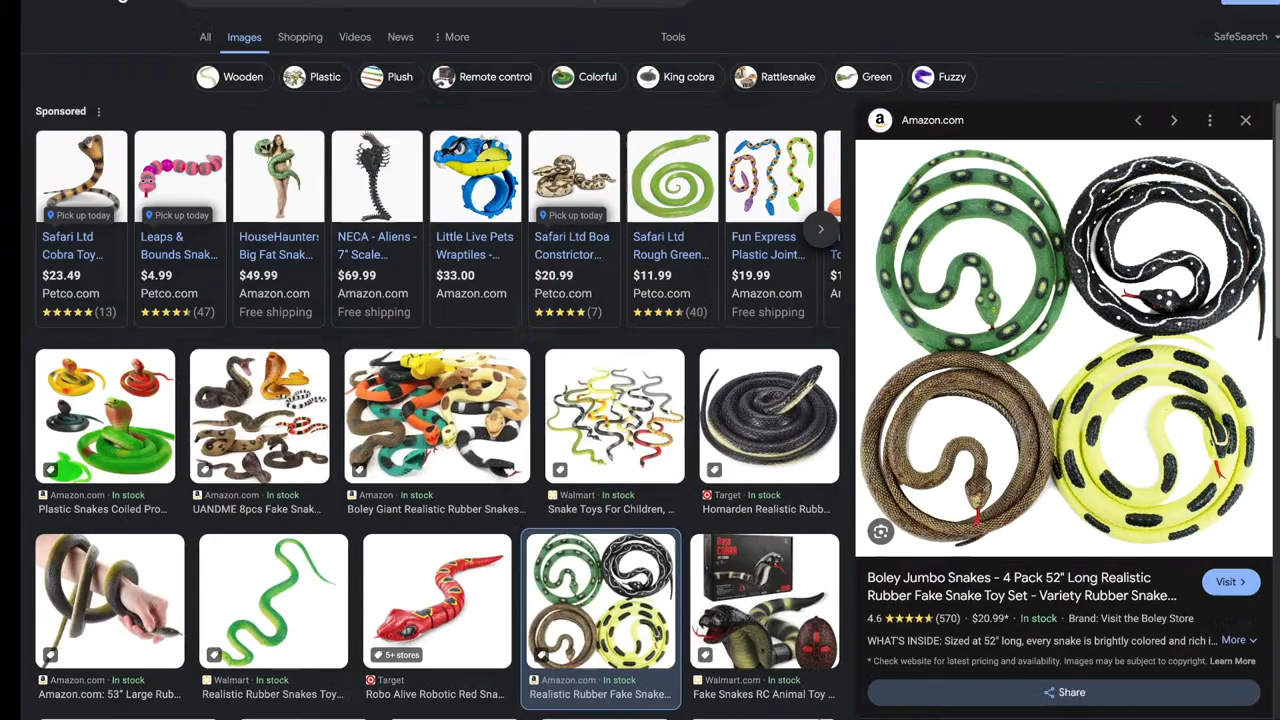 All
Images
Shopping
Videos
News
More
Tools
SafeSearch
Wooden
Plastic
Plush
Remote control
Colorful
King cobra
Rattlesnake
Green
Fuzzy
Sponsored
Pick up today
Safari Ltd
Cobra Toy...
$23.49
Petco.com
(13)
Pick up today
Leaps &
Bounds Snak...
$4.99
Petco.com
(47)
HouseHaunters
Big Fat Snak...
$49.99
Amazon.com
Free shipping
NECA - Aliens -
7" Scale...
$69.99
Amazon.com
Free shipping
Little Live Pets
Wraptiles -...
$33.00
Amazon.com
Pick up today
Safari Ltd Boa
Constrictor...
$20.99
Petco.com
(7)
Safari Ltd
Rough Green...
$11.99
Petco.com
(40)
Fun Express
Plastic Joint...
$19.99
Amazon.com
Free shipping
Amazon.com · In stock
Plastic Snakes Coiled Pro...
Amazon.com · In stock
UANDME 8pcs Fake Snak...
Amazon · In stock
Boley Giant Realistic Rubber Snakes...
Walmart · In stock
Snake Toys For Children, ...
Target · In stock
Homarden Realistic Rubb...
Amazon.com · In stock
Amazon.com: 53" Large Rub...
Walmart · In stock
Realistic Rubber Snakes Toy...
5+ stores
Target
Robo Alive Robotic Red Sna...
Amazon.com · In stock
Realistic Rubber Fake Snake...
COBRA
Walmart.com · In stock
Fake Snakes RC Animal Toy ...
Amazon.com
Boley Jumbo Snakes - 4 Pack 52" Long Realistic
Rubber Fake Snake Toy Set - Variety Rubber Snake...
Visit
4.6 (570) · $20.99* · In stock · Brand: Visit the Boley Store
WHAT'S INSIDE: Sized at 52" long, every snake is brightly colored and rich i... More
* Check website for latest pricing and availability. Images may be subject to copyright. Learn More
Share